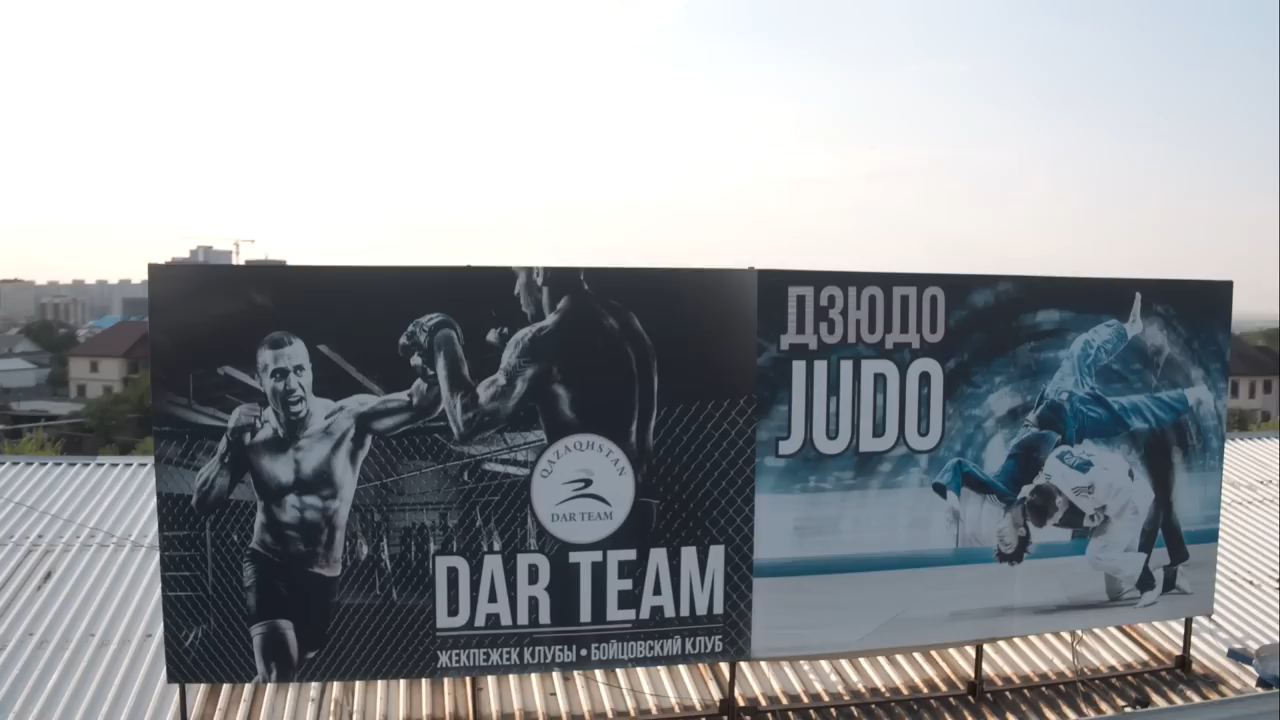 QAZAQHSTAN
DAR TEAM
DAR TEAM
ЖЕКПЕЖЕК КЛУБЫ • БОЙЦОВСКИЙ КЛУБ
ДЗЮДО
JUDO